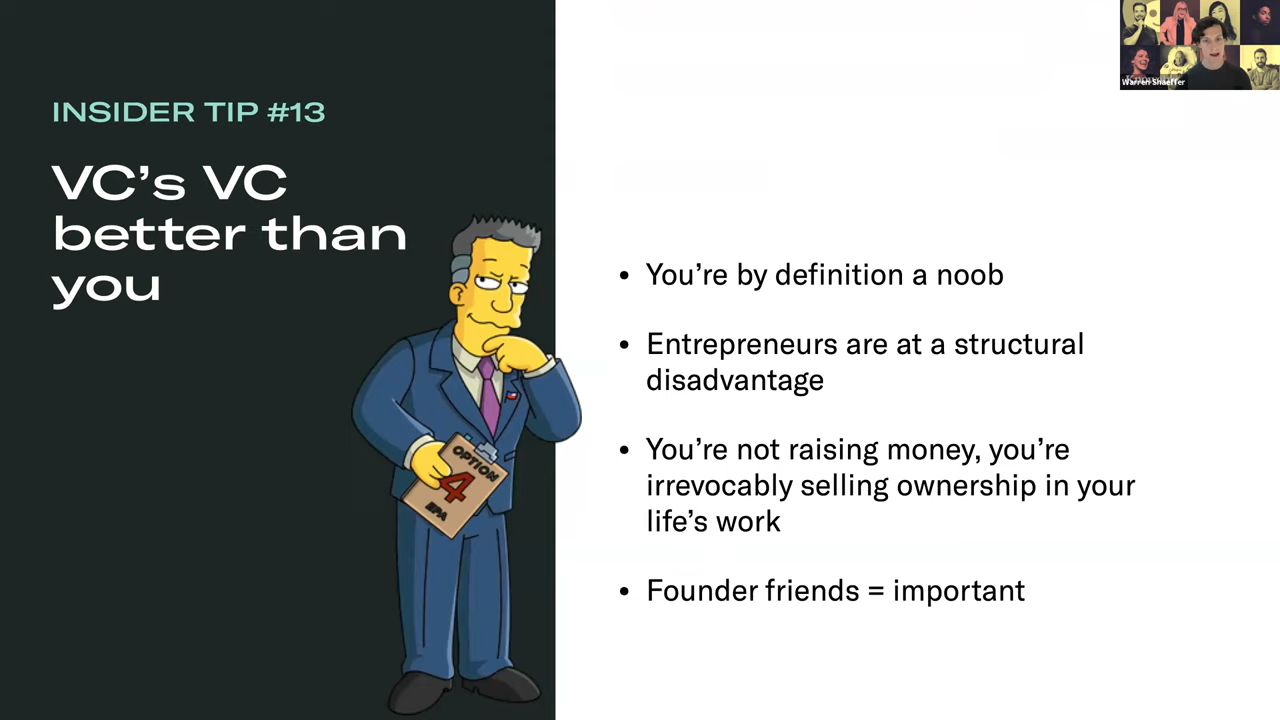 INSIDER TIP #13
VC’s VC
better than
you
OPTION
4
EPA
• You’re by definition a noob
• Entrepreneurs are at a structural
disadvantage
• You’re not raising money, you’re
irrevocably selling ownership in your
life’s work
• Founder friends = important
Warren Shaeffer